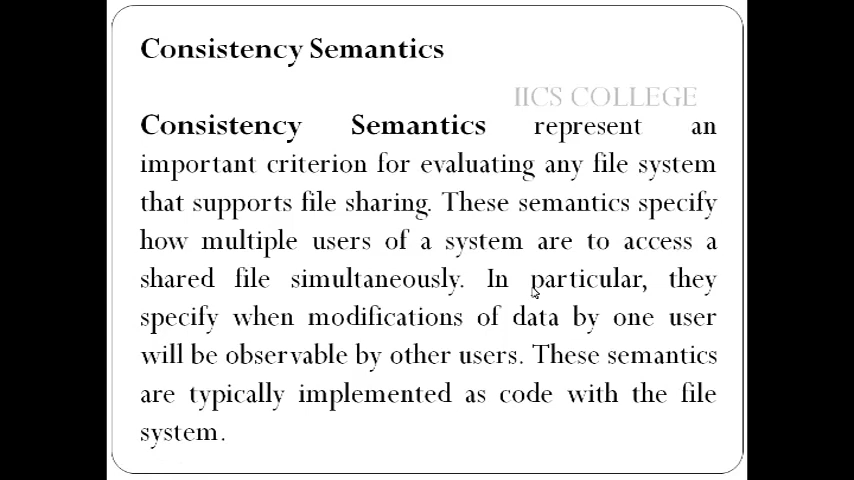 Consistency Semantics
IICS COLLEGE
Consistency Semantics represent an
important criterion for evaluating any file system
that supports file sharing. These semantics specify
how multiple users of a system are to access a
shared file simultaneously. In particular, they
specify when modifications of data by one user
will be observable by other users. These semantics
are typically implemented as code with the file
system.